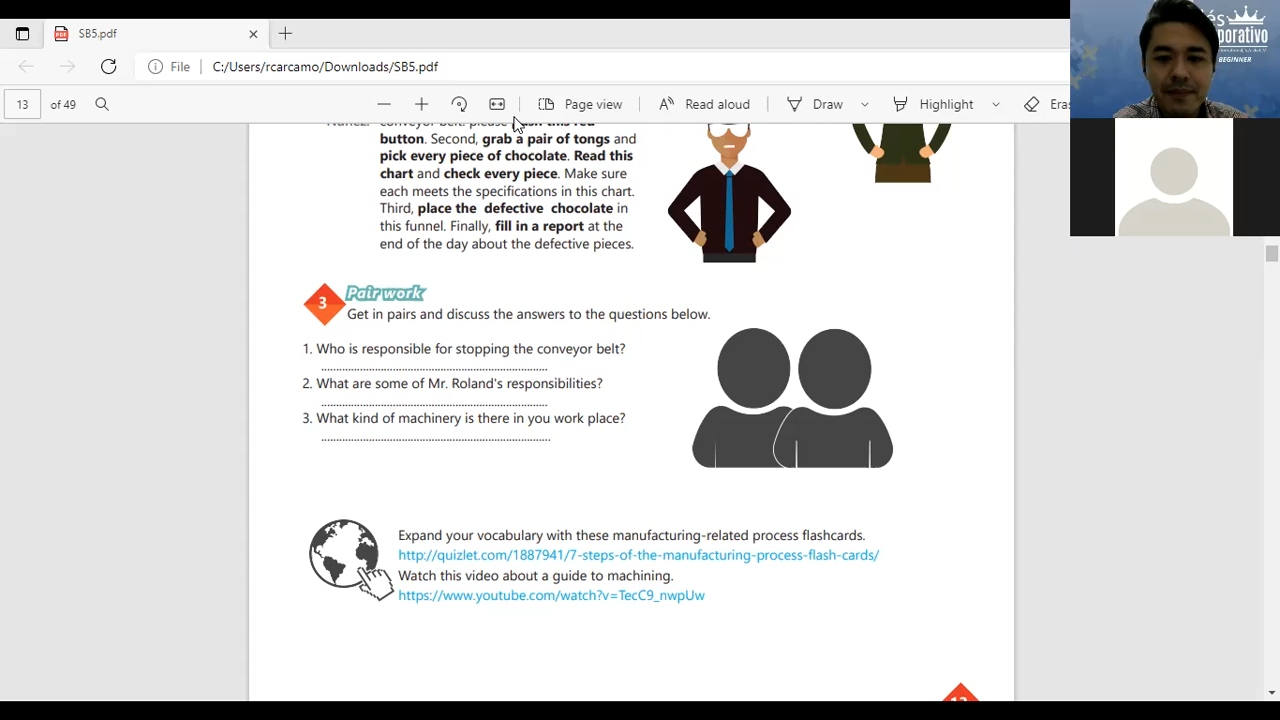 SB5.pdf
File
C:/Users/rcarcamo/Downloads/SB5.pdf
13 of 49
Page view
Read aloud
Draw
Highlight
Eras
és
porativo
BEGINNER
button. Second, grab a pair of tongs and
pick every piece of chocolate. Read this
chart and check every piece. Make sure
each meets the specifications in this chart.
Third, place the defective chocolate in
this funnel. Finally, fill in a report at the
end of the day about the defective pieces.
3
Pair work
Get in pairs and discuss the answers to the questions below.
1. Who is responsible for stopping the conveyor belt?
2. What are some of Mr. Roland's responsibilities?
3. What kind of machinery is there in you work place?
Expand your vocabulary with these manufacturing-related process flashcards.
http://quizlet.com/1887941/7-steps-of-the-manufacturing-process-flash-cards/
Watch this video about a guide to machining.
https://www.youtube.com/watch?v=TecC9_nwpUw